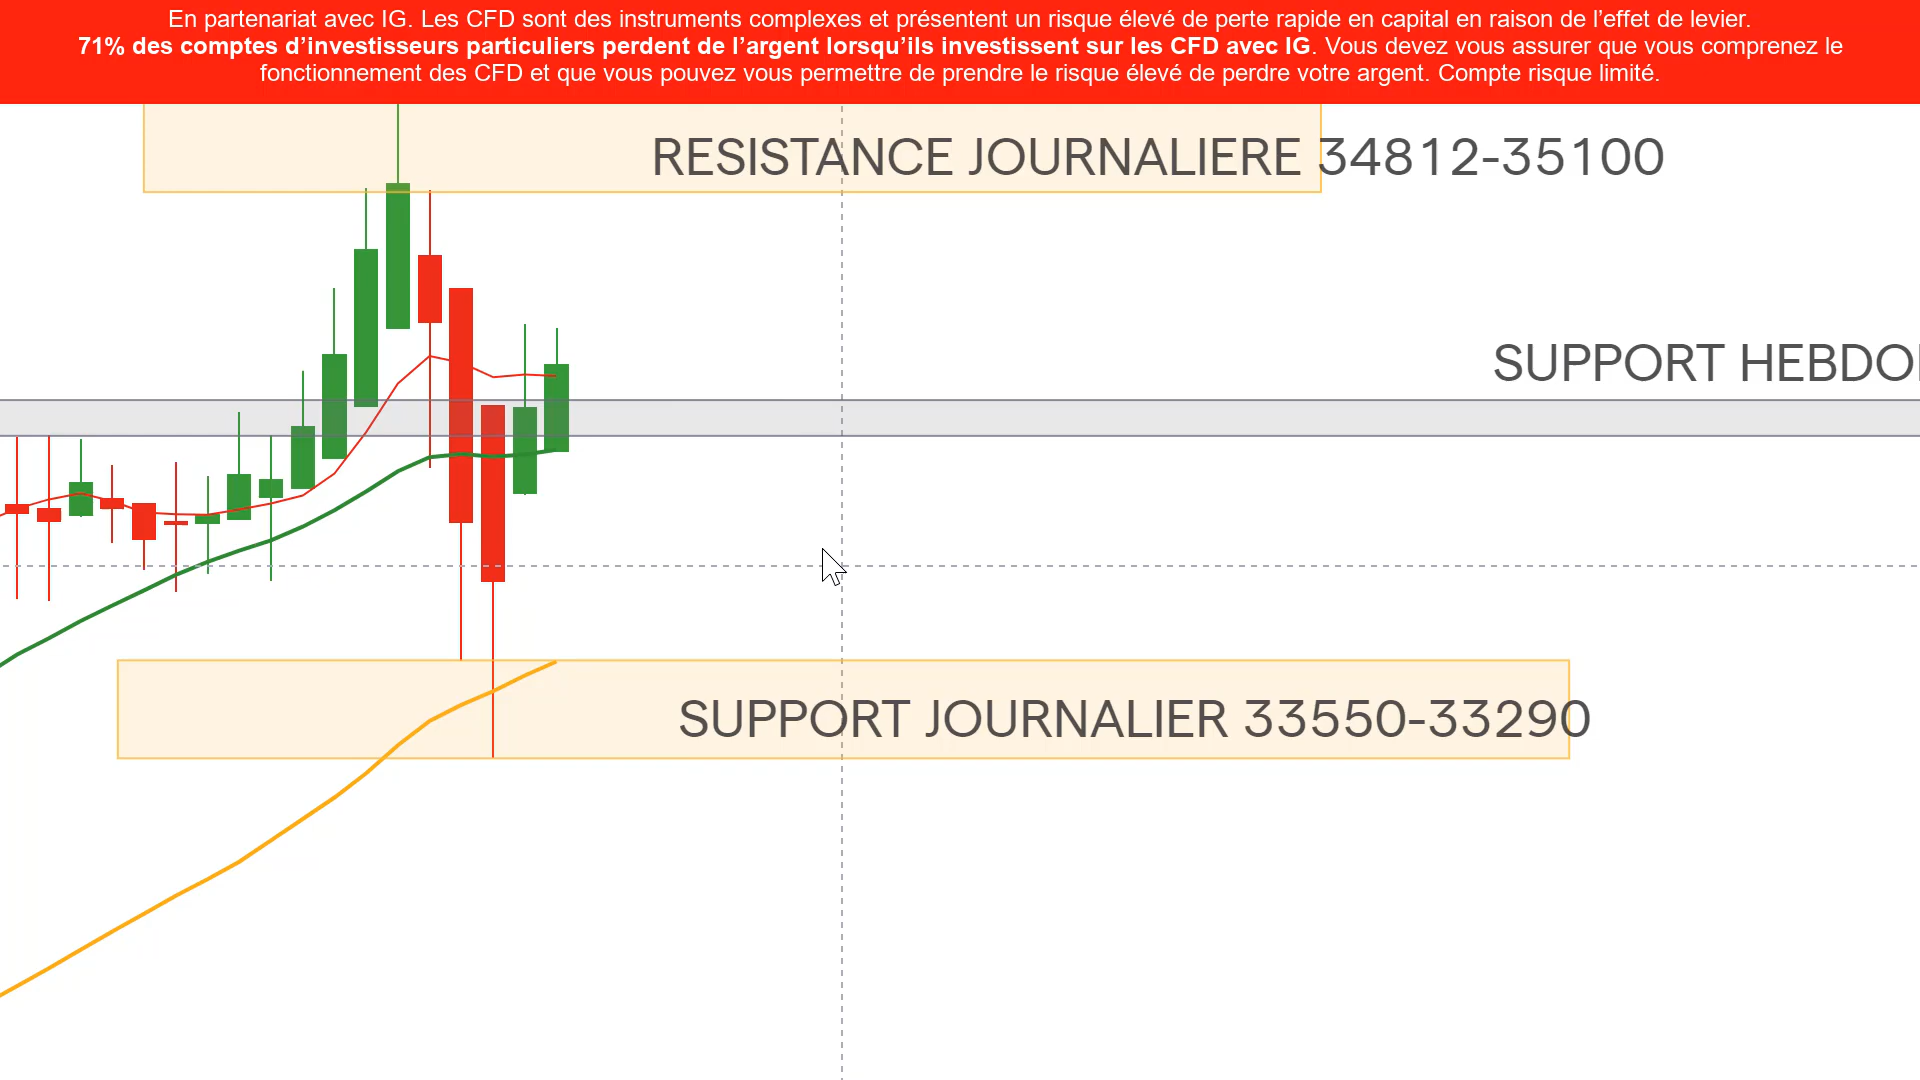 En partenariat avec IG. Les CFD sont des instruments complexes et présentent un risque élevé de perte rapide en capital en raison de l’effet de levier.
71% des comptes d’investisseurs particuliers perdent de l’argent lorsqu’ils investissent sur les CFD avec IG. Vous devez vous assurer que vous comprenez le
fonctionnement des CFD et que vous pouvez vous permettre de prendre le risque élevé de perdre votre argent. Compte risque limité.
RESISTANCE JOURNALIERE 34812-35100
SUPPORT HEBDO
SUPPORT JOURNALIER 33550-33290